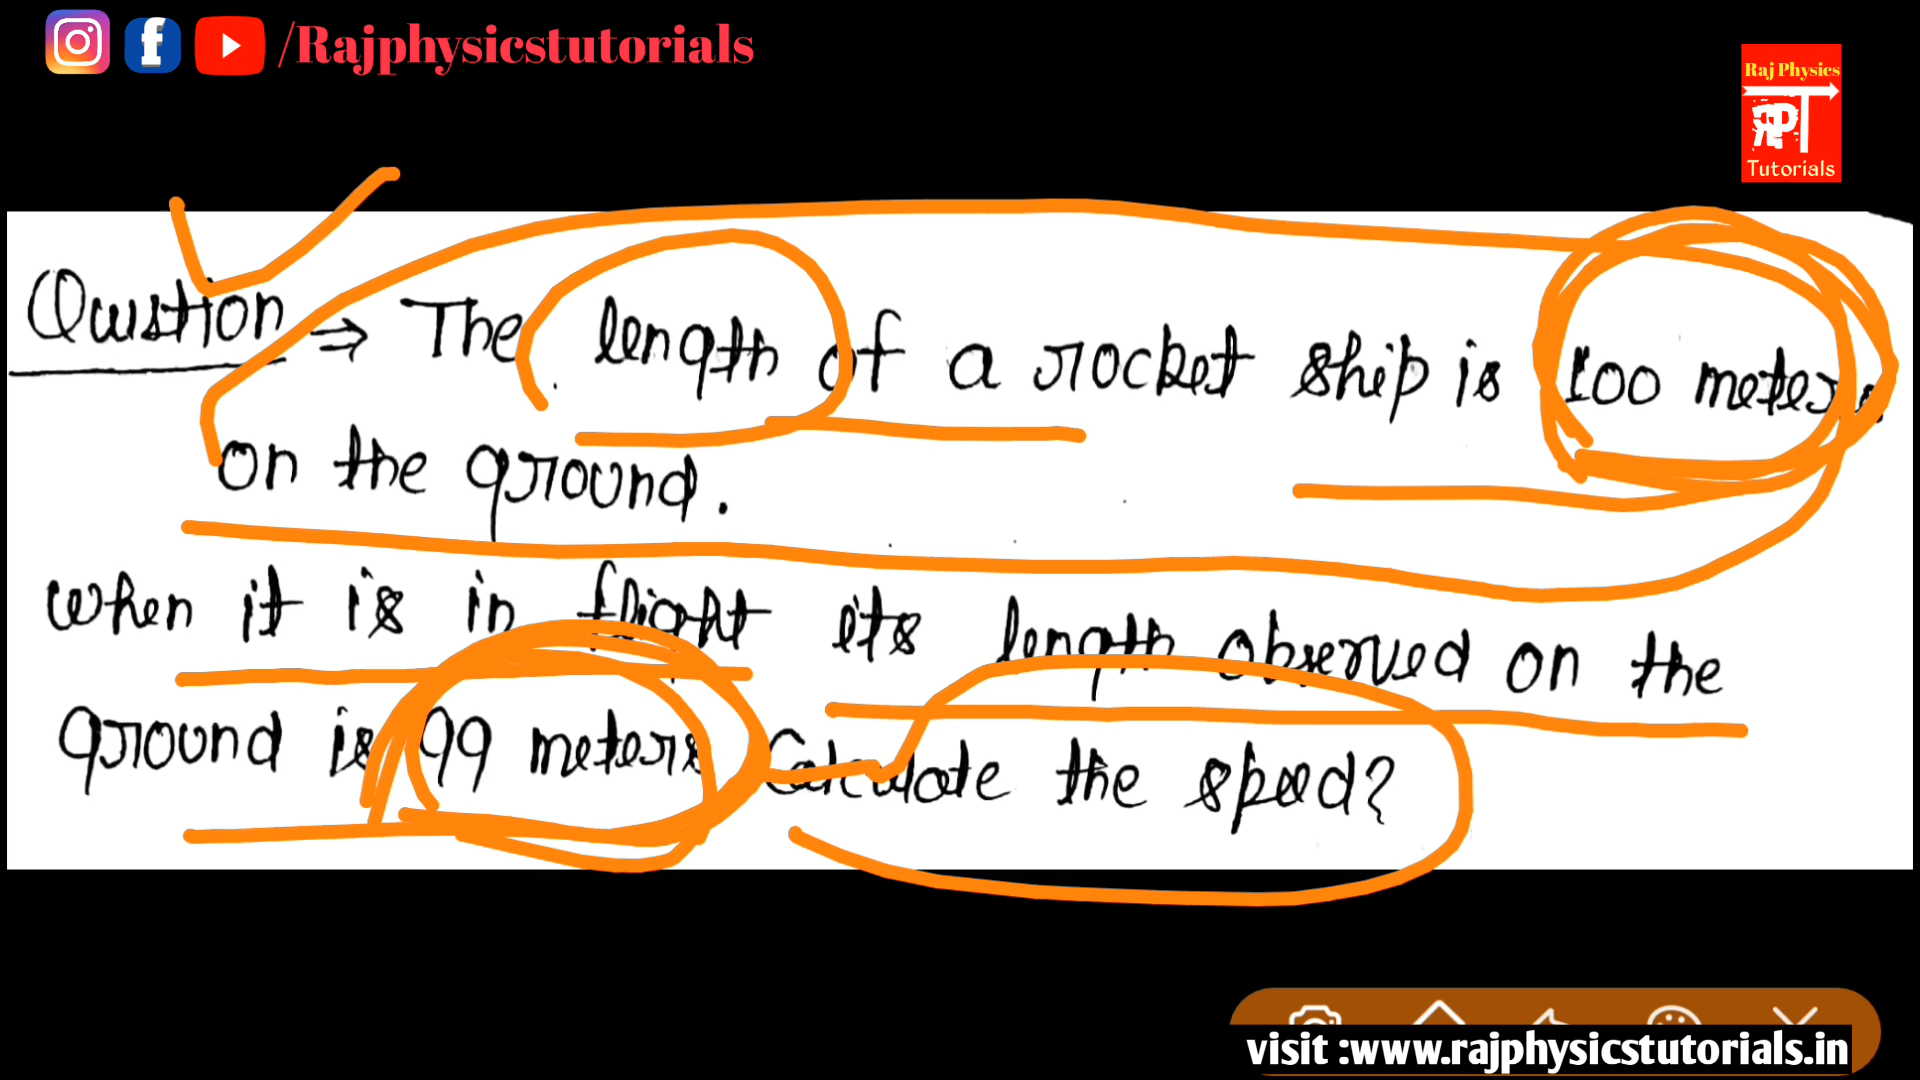 /Rajphysicstutorials
Raj Physics
RPT
Tutorials
Question ⇒ The length of a rocket ship is 100 meters
on the ground.
When it is in flight its length observed on the
ground is 99 meters. Calculate the speed?
visit :www.rajphysicstutorials.in